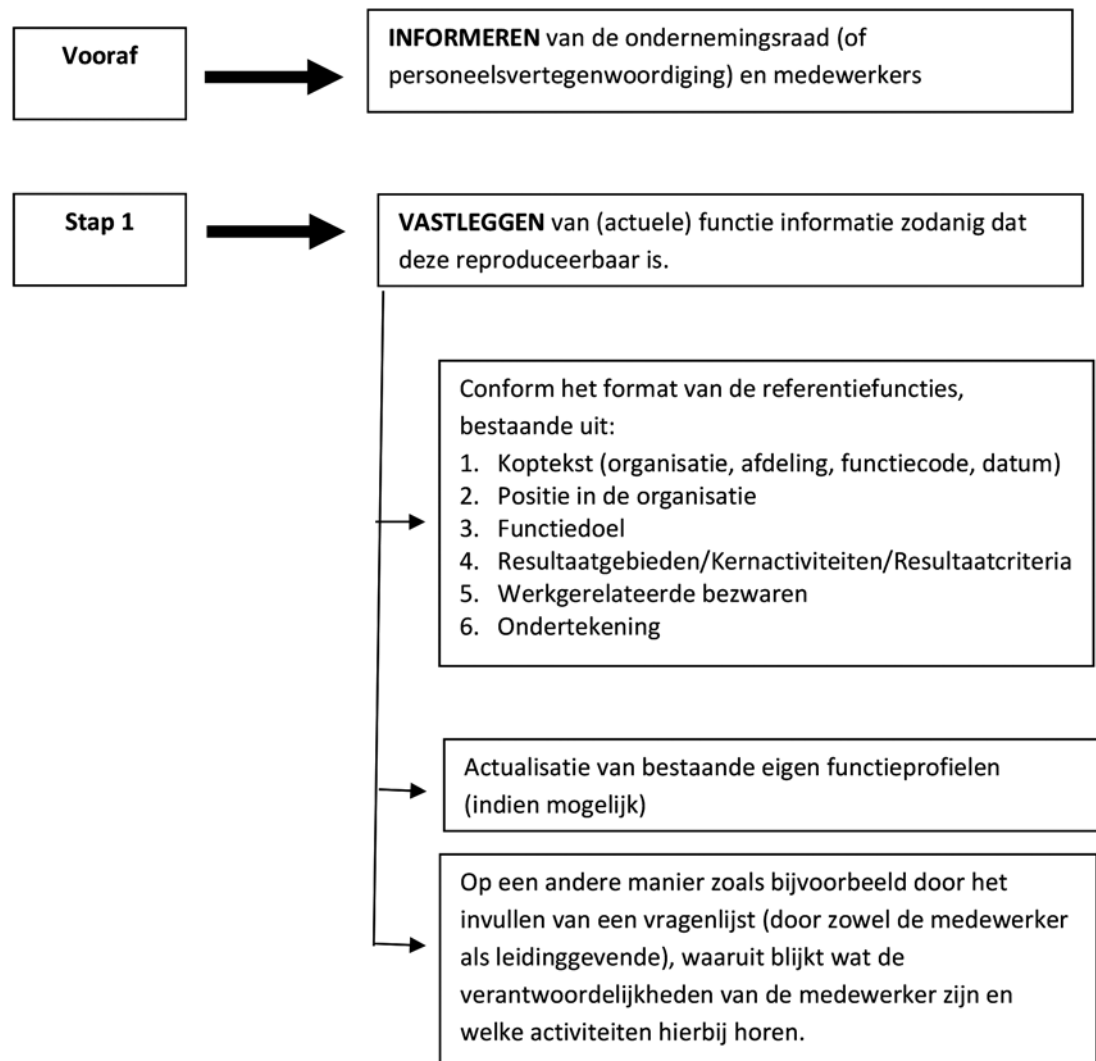 Vooraf
INFORMEREN van de ondernemingsraad (of
personeelsvertegenwoordiging) en medewerkers
Stap 1
VASTLEGGEN van (actuele) functie informatie zodanig dat
deze reproduceerbaar is.
Conform het format van de referentiefuncties,
bestaande uit:
1. Koptekst (organisatie, afdeling, functiecode, datum)
2. Positie in de organisatie
3. Functiedoel
4. Resultaatgebieden/Kernactiviteiten/Resultaatcriteria
5. Werkgerelateerde bezwaren
6. Ondertekening
Actualisatie van bestaande eigen functieprofielen
(indien mogelijk)
Op een andere manier zoals bijvoorbeeld door het
invullen van een vragenlijst (door zowel de medewerker
als leidinggevende), waaruit blijkt wat de
verantwoordelijkheden van de medewerker zijn en
welke activiteiten hierbij horen.